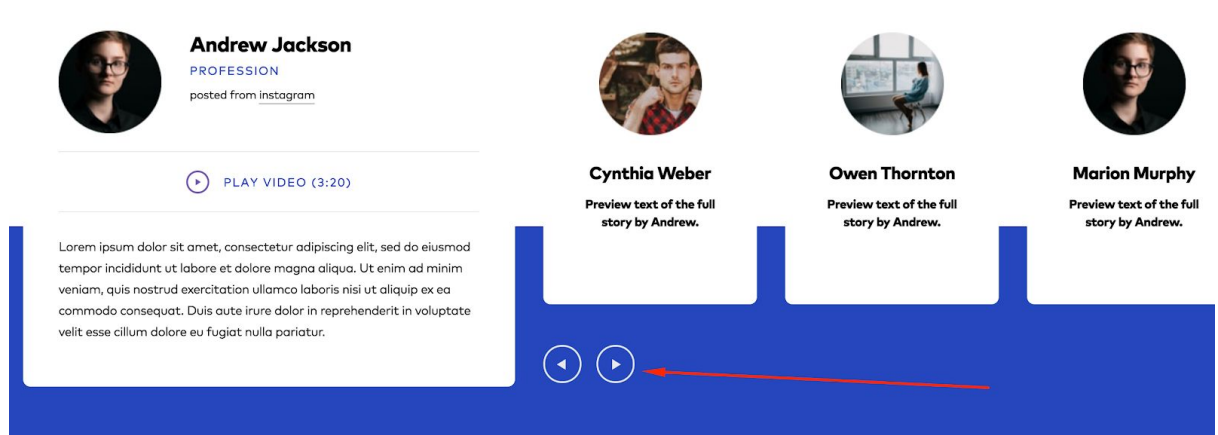 Andrew Jackson
PROFESSION
posted from instagram
PLAY VIDEO (3:20)
Lorem ipsum dolor sit amet, consectetur adipiscing elit, sed do eiusmod
tempor incididunt ut labore et dolore magna aliqua. Ut enim ad minim
veniam, quis nostrud exercitation ullamco laboris nisi ut aliquip ex ea
commodo consequat. Duis aute irure dolor in reprehenderit in voluptate
velit esse cillum dolore eu fugiat nulla pariatur.
Cynthia Weber
Preview text of the full
story by Andrew.
Owen Thornton
Preview text of the full
story by Andrew.
Marion Murphy
Preview text of the full
story by Andrew.